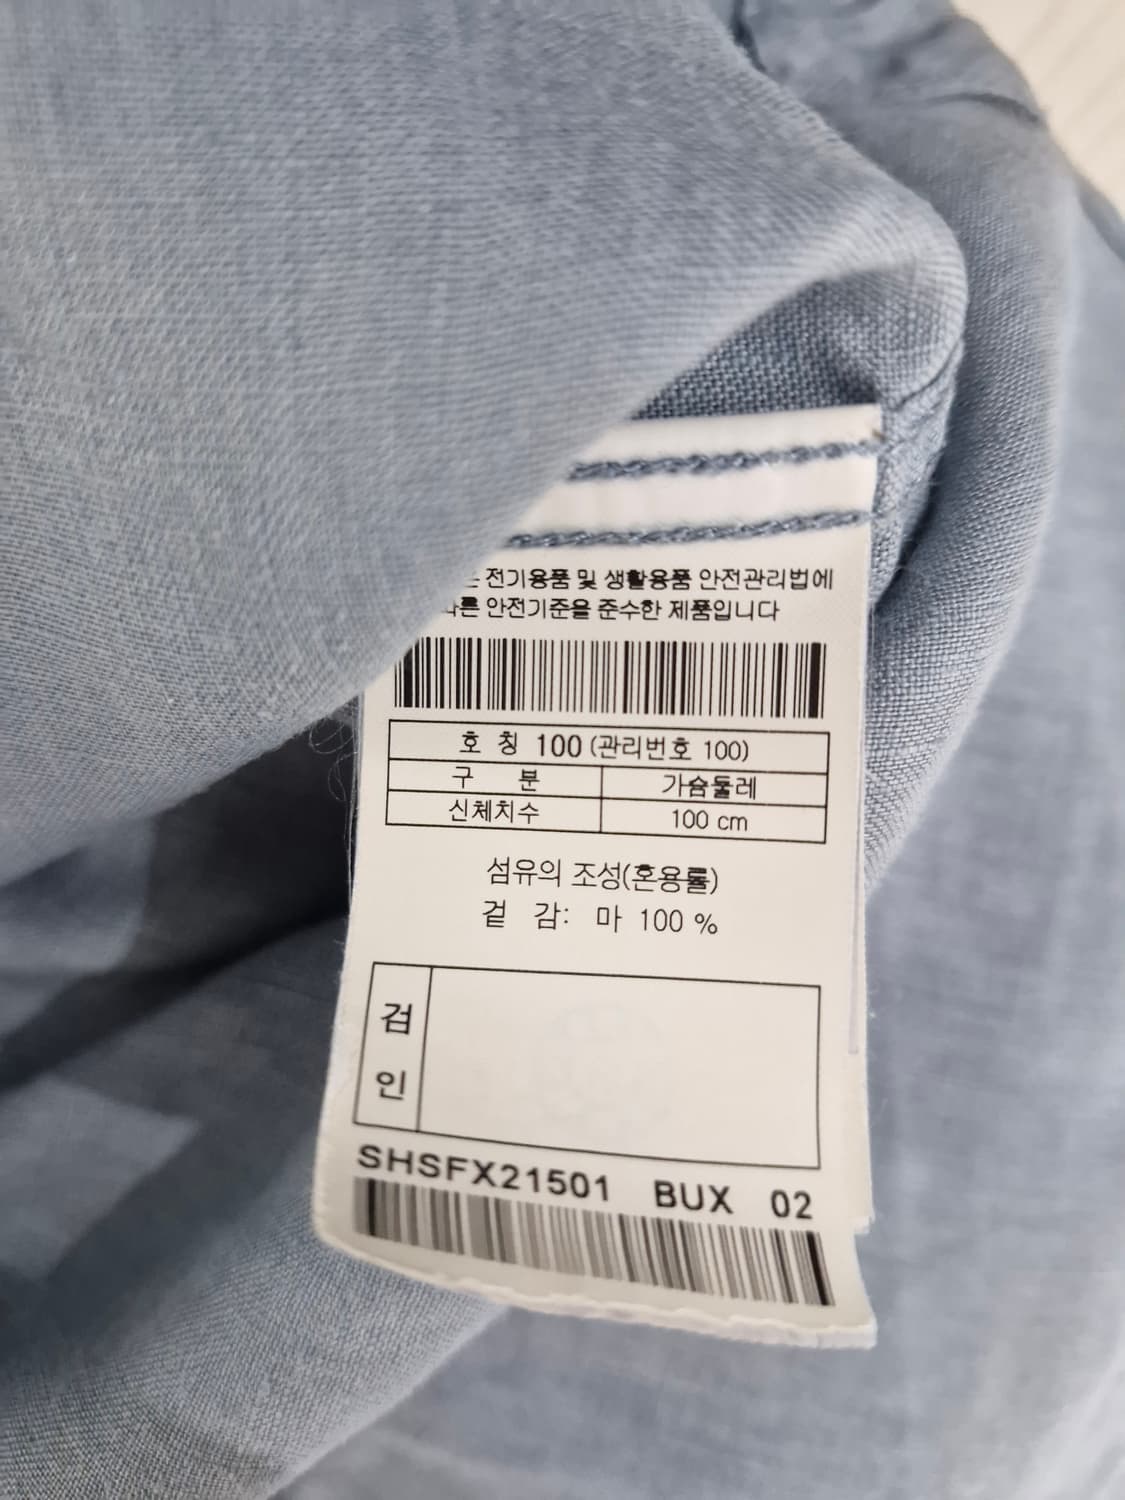 전기용품 및 생활용품 안전관리법에
따른 안전기준을 준수한 제품입니다
호 칭 100 (관리번호 100)
구 분 가슴둘레
신체치수 100 cm
섬유의 조성(혼용률)
겉 감: 마 100 %
검
인
SHSFX21501 BUX 02